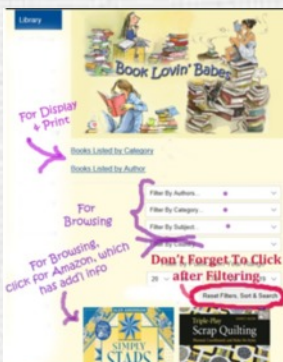 Library
Book Lovin' Babes
For Display
+ Print
Books Listed by Category
Books Listed by Author
For
Browsing
Filter By Authors...
Filter By Category...
Filter By Subject...
For Browsing,
click for Amazon, which
has add'l info
Don't Forget To Click
after Filtering
Reset Filters, Sort & Search
SIMPLY
STARS
Triple-Play
Scrap Quilting